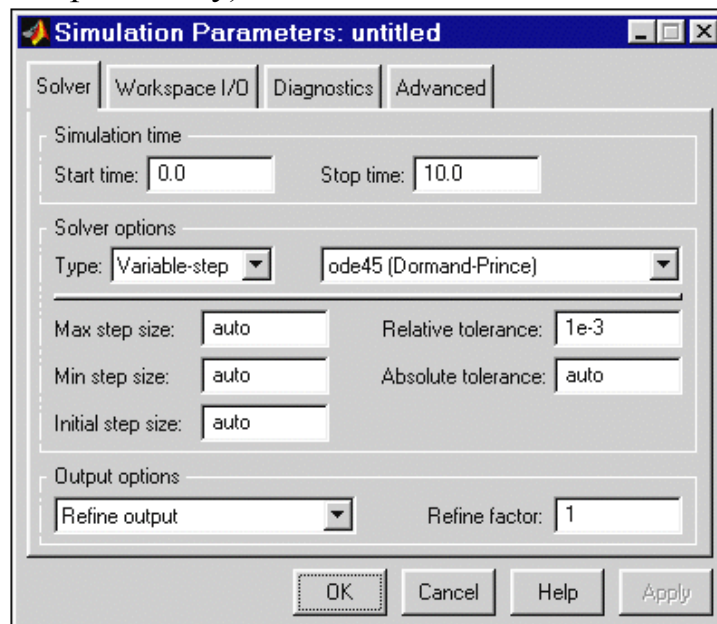 Simulation Parameters: untitled
Solver Workspace I/O Diagnostics Advanced
Simulation time
Start time: 0.0 Stop time: 10.0
Solver options
Type: Variable-step ode45 (Dormand-Prince)
Max step size: auto Relative tolerance: 1e-3
Min step size: auto Absolute tolerance: auto
Initial step size: auto
Output options
Refine output Refine factor: 1
OK Cancel Help Apply